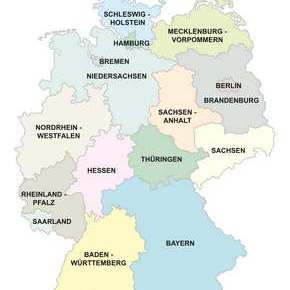 SCHLESWIG -
HOLSTEIN
MECKLENBURG -
VORPOMMERN
HAMBURG
BREMEN
NIEDERSACHSEN
BERLIN
BRANDENBURG
SACHSEN -
ANHALT
NORDRHEIN -
WESTFALEN
SACHSEN
THÜRINGEN
HESSEN
RHEINLAND -
PFALZ
SAARLAND
BAYERN
BADEN -
WÜRTTEMBERG